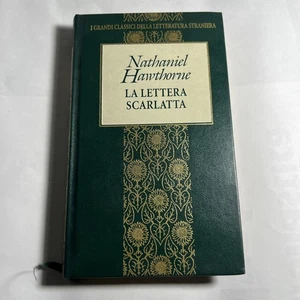 I GRANDI CLASSICI DELLA LETTERATURA STRANIERA
Nathaniel
Hawthorne
LA LETTERA
SCARLATTA